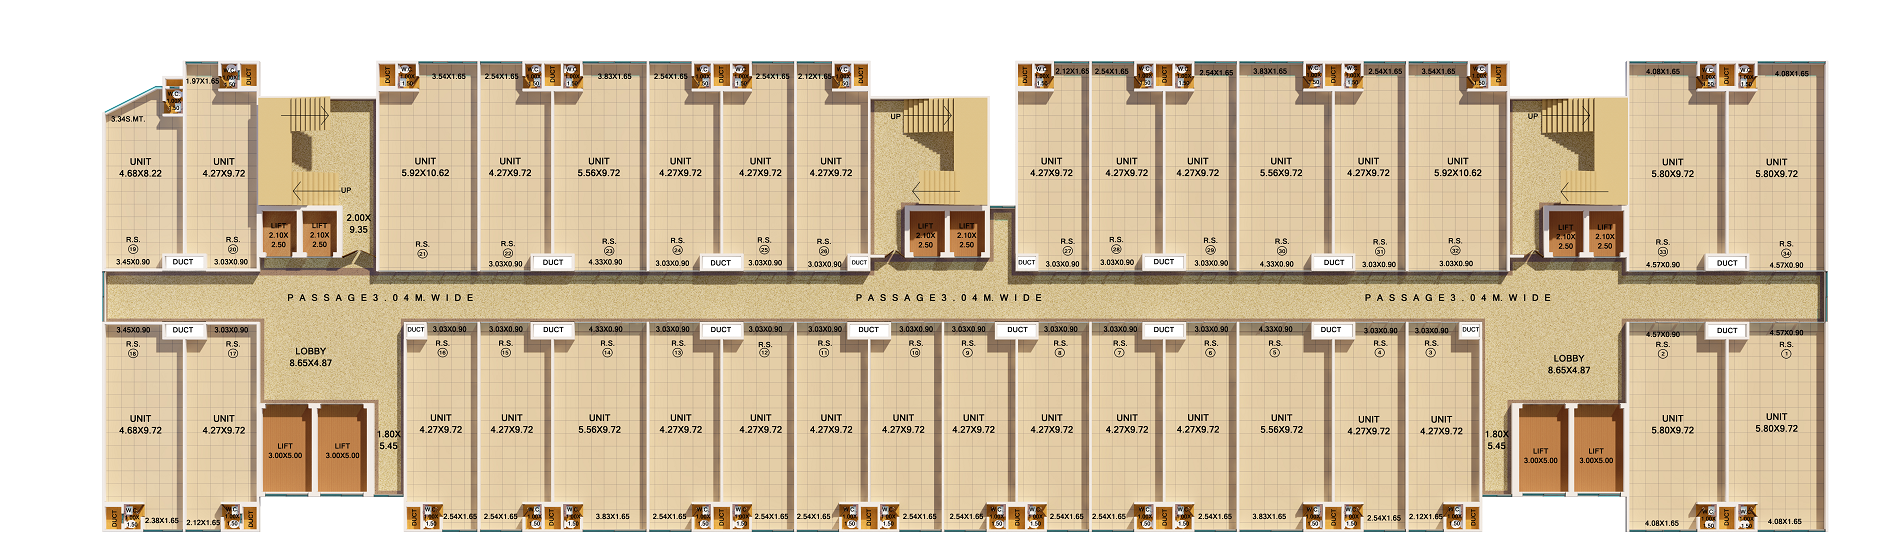 1.97X1.65
DUCT
W.C.
1.00X
1.50
3.34S.MT.
UNIT
4.68X8.22
R.S.
19
3.45X0.90
DUCT
UNIT
4.27X9.72
R.S.
20
3.03X0.90
UP
LIFT
2.10X
2.50
LIFT
2.10X
2.50
2.00X
9.35
DUCT
W.C.
1.00X
1.50
3.54X1.65
UNIT
5.92X10.62
R.S.
21
2.54X1.65
UNIT
4.27X9.72
R.S.
22
3.03X0.90
DUCT
3.83X1.65
UNIT
5.56X9.72
R.S.
23
4.33X0.90
2.54X1.65
UNIT
4.27X9.72
R.S.
24
3.03X0.90
DUCT
2.54X1.65
UNIT
4.27X9.72
R.S.
25
3.03X0.90
2.12X1.65
UNIT
4.27X9.72
R.S.
26
3.03X0.90
DUCT
UP
LIFT
2.10X
2.50
LIFT
2.10X
2.50
2.12X1.65
UNIT
4.27X9.72
R.S.
27
DUCT
3.03X0.90
2.54X1.65
UNIT
4.27X9.72
R.S.
28
3.03X0.90
DUCT
2.54X1.65
UNIT
4.27X9.72
R.S.
29
3.03X0.90
3.83X1.65
UNIT
5.56X9.72
R.S.
30
4.33X0.90
DUCT
2.54X1.65
UNIT
4.27X9.72
R.S.
31
3.03X0.90
3.54X1.65
UNIT
5.92X10.62
R.S.
32
3.03X0.90
UP
LIFT
2.10X
2.50
LIFT
2.10X
2.50
4.08X1.65
UNIT
5.80X9.72
R.S.
33
4.57X0.90
DUCT
4.08X1.65
UNIT
5.80X9.72
R.S.
34
4.57X0.90
PASSAGE3.04M.WIDE
PASSAGE3.04M.WIDE
PASSAGE3.04M.WIDE
3.45X0.90
R.S.
18
UNIT
4.68X9.72
2.38X1.65
DUCT
3.03X0.90
R.S.
17
UNIT
4.27X9.72
2.12X1.65
LOBBY
8.65X4.87
LIFT
3.00X5.00
LIFT
3.00X5.00
1.80X
5.45
DUCT
3.03X0.90
R.S.
16
UNIT
4.27X9.72
2.54X1.65
3.03X0.90
R.S.
15
UNIT
4.27X9.72
2.54X1.65
DUCT
4.33X0.90
R.S.
14
UNIT
5.56X9.72
3.83X1.65
3.03X0.90
R.S.
13
UNIT
4.27X9.72
2.54X1.65
DUCT
3.03X0.90
R.S.
12
UNIT
4.27X9.72
2.54X1.65
3.03X0.90
R.S.
11
UNIT
4.27X9.72
2.54X1.65
DUCT
3.03X0.90
R.S.
10
UNIT
4.27X9.72
2.54X1.65
3.03X0.90
R.S.
9
UNIT
4.27X9.72
2.54X1.65
DUCT
3.03X0.90
R.S.
8
UNIT
4.27X9.72
2.54X1.65
3.03X0.90
R.S.
7
UNIT
4.27X9.72
2.54X1.65
DUCT
3.03X0.90
R.S.
6
UNIT
4.27X9.72
2.54X1.65
4.33X0.90
R.S.
5
UNIT
5.56X9.72
3.83X1.65
DUCT
3.03X0.90
R.S.
4
UNIT
4.27X9.72
2.54X1.65
3.03X0.90
R.S.
3
UNIT
4.27X9.72
2.12X1.65
DUCT
1.80X
5.45
LOBBY
8.65X4.87
LIFT
3.00X5.00
LIFT
3.00X5.00
4.57X0.90
R.S.
2
UNIT
5.80X9.72
4.08X1.65
DUCT
4.57X0.90
R.S.
1
UNIT
5.80X9.72
4.08X1.65